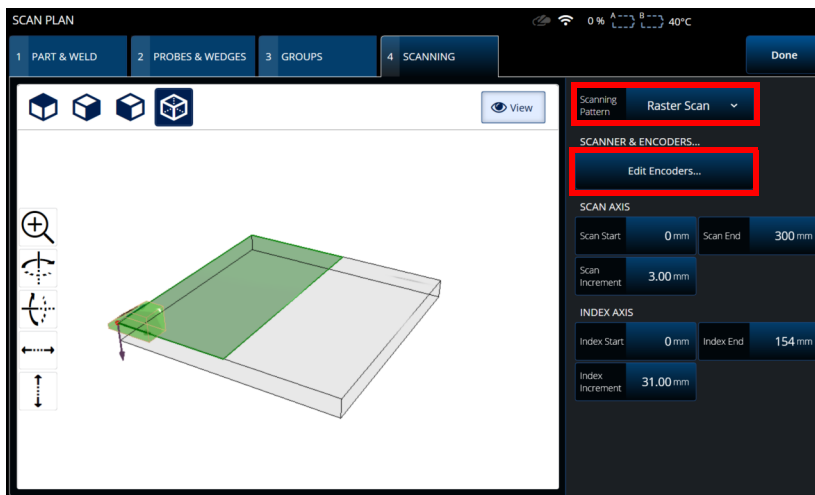 SCAN PLAN
0 % A B 40°C
1 PART & WELD 2 PROBES & WEDGES 3 GROUPS 4 SCANNING Done
View
Scanning Pattern Raster Scan
SCANNER & ENCODERS...
Edit Encoders...
SCAN AXIS
Scan Start 0 mm Scan End 300 mm
Scan Increment 3.00 mm
INDEX AXIS
Index Start 0 mm Index End 154 mm
Index Increment 31.00 mm